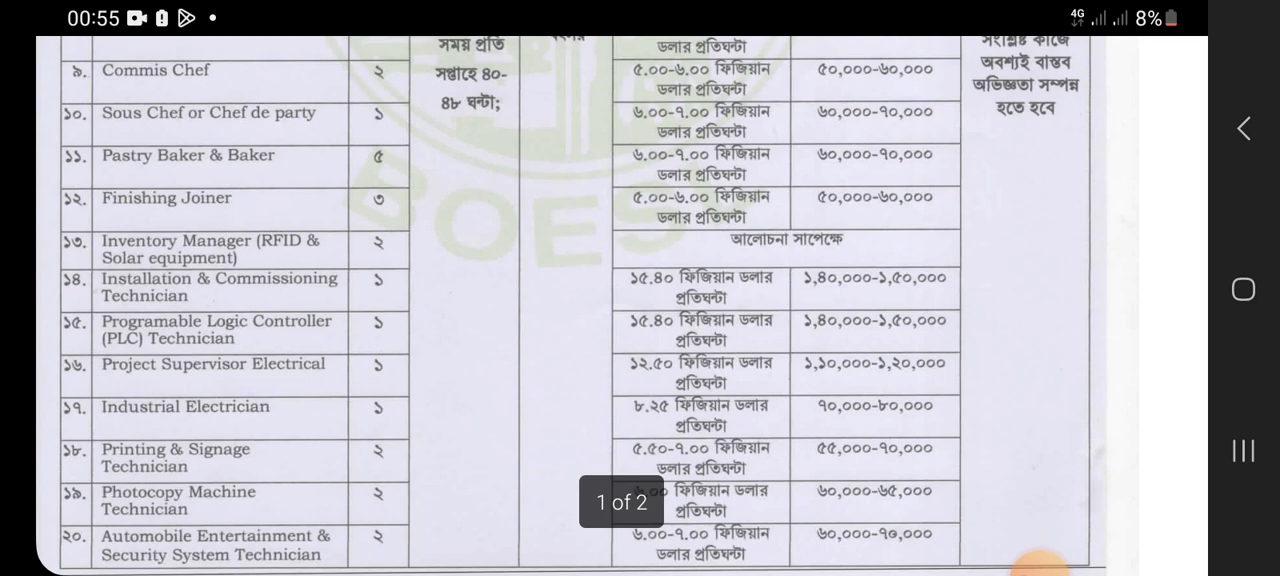 00:55
4G
8%
সময় প্রতি
সপ্তাহে ৪০-
৪৮ ঘন্টা;
ডলার প্রতিঘন্টা
সংশ্লিষ্ট কাজে
অবশ্যই বাস্তব
অভিজ্ঞতা সম্পন্ন
হতে হবে
৯. Commis Chef ২ ৫.০০-৬.০০ ফিজিয়ান ৫০,০০০-৬০,০০০
ডলার প্রতিঘন্টা
১০. Sous Chef or Chef de party ১ ৬.০০-৭.০০ ফিজিয়ান ৬০,০০০-৭০,০০০
ডলার প্রতিঘন্টা
১১. Pastry Baker & Baker ৫ ৬.০০-৭.০০ ফিজিয়ান ৬০,০০০-৭০,০০০
ডলার প্রতিঘন্টা
১২. Finishing Joiner ৩ ৫.০০-৬.০০ ফিজিয়ান ৫০,০০০-৬০,০০০
ডলার প্রতিঘন্টা
BOES
১৩. Inventory Manager (RFID & ২ আলোচনা সাপেক্ষে
Solar equipment)
১৪. Installation & Commissioning ১ ১৫.৪০ ফিজিয়ান ডলার ১,৪০,০০০-১,৫০,০০০
Technician প্রতিঘন্টা
১৫. Programable Logic Controller ১ ১৫.৪০ ফিজিয়ান ডলার ১,৪০,০০০-১,৫০,০০০
(PLC) Technician প্রতিঘন্টা
১৬. Project Supervisor Electrical ১ ১২.৫০ ফিজিয়ান ডলার ১,১০,০০০-১,২০,০০০
প্রতিঘন্টা
১৭. Industrial Electrician ১ ৮.২৫ ফিজিয়ান ডলার ৭০,০০০-৮০,০০০
প্রতিঘন্টা
১৮. Printing & Signage ২ ৫.৫০-৭.০০ ফিজিয়ান ৫৫,০০০-৭০,০০০
Technician ডলার প্রতিঘন্টা
১৯. Photocopy Machine ২ ফিজিয়ান ডলার ৬০,০০০-৬৫,০০০
Technician প্রতিঘন্টা
1 of 2
২০. Automobile Entertainment & ২ ৬.০০-৭.০০ ফিজিয়ান ৬০,০০০-৭০,০০০
Security System Technician ডলার প্রতিঘন্টা